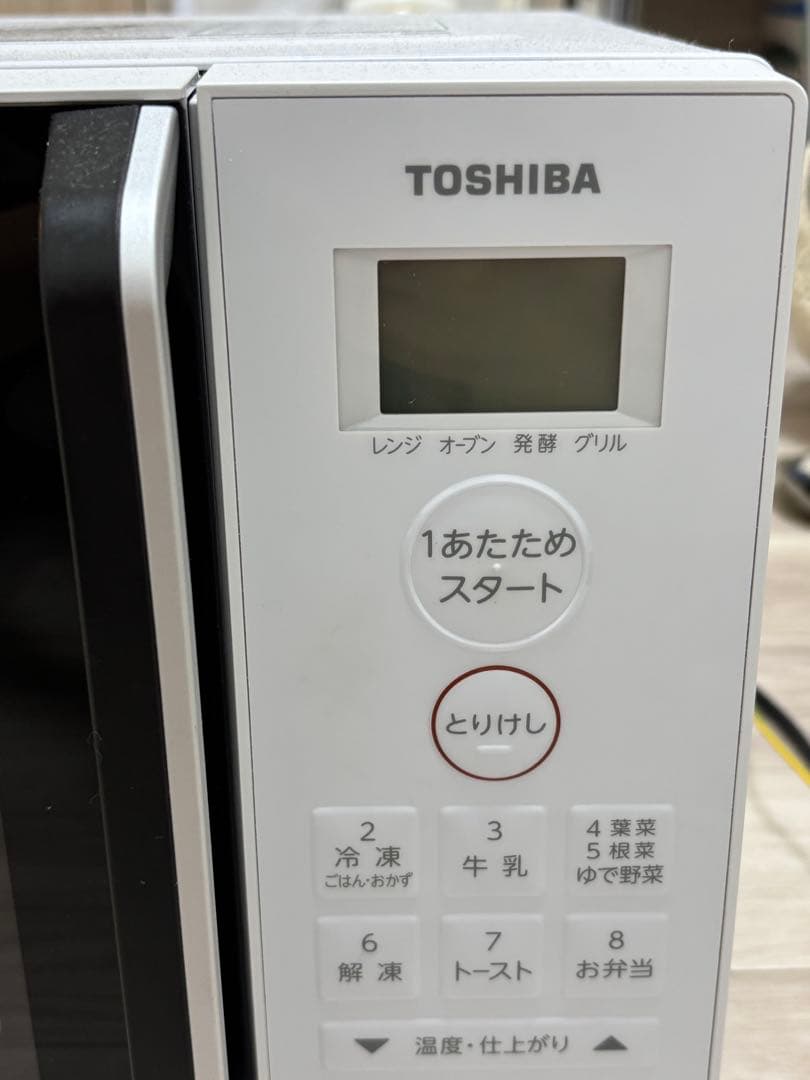 TOSHIBA
レンジ オーブン 発酵 グリル
1あたため
スタート
とりけし
2
冷凍
ごはん・おかず
3
牛乳
4 葉菜
5 根菜
ゆで野菜
6
解凍
7
トースト
8
お弁当
▼ 温度・仕上がり ▲